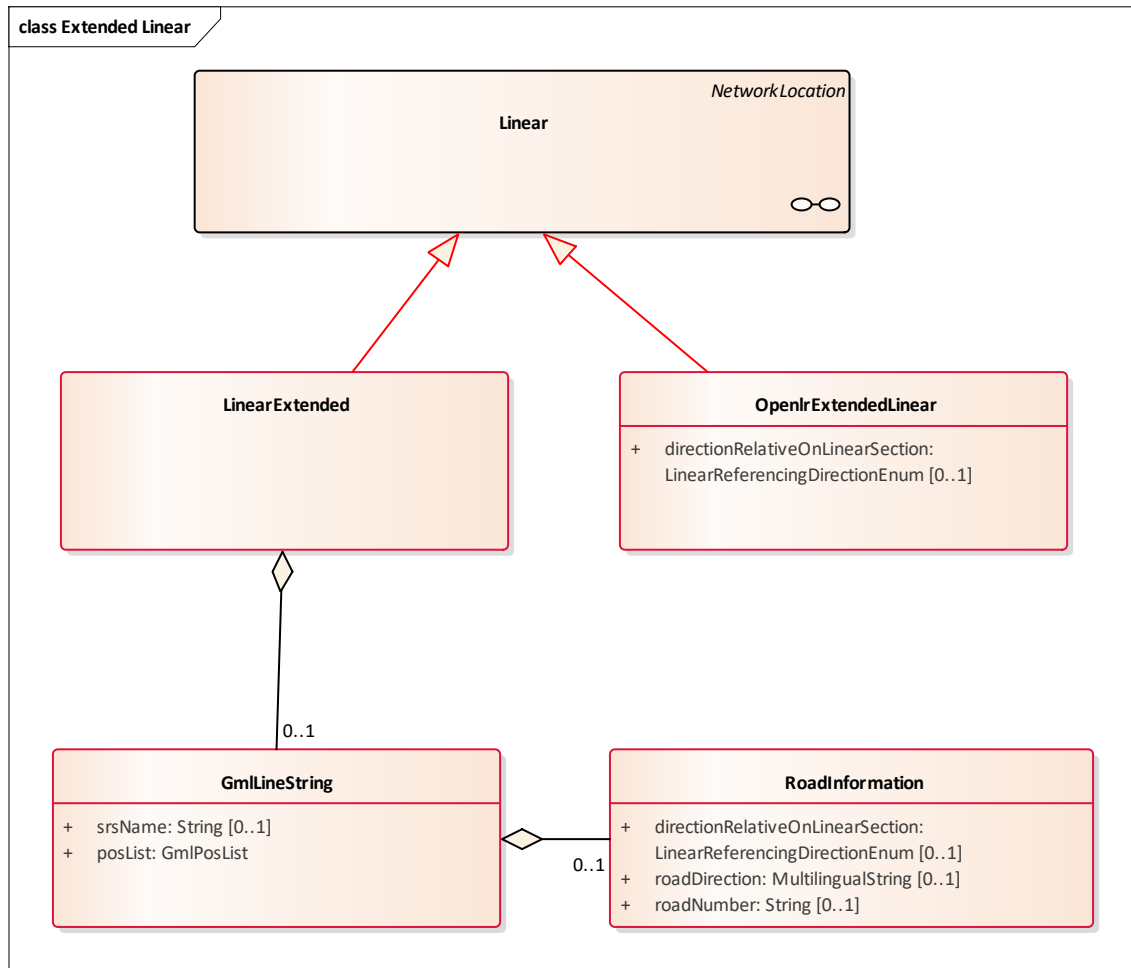 class Extended Linear
NetworkLocation
Linear
LinearExtended
OpenlrExtendedLinear
+ directionRelativeOnLinearSection:
LinearReferencingDirectionEnum [0..1]
0..1
GmlLineString
+ srsName: String [0..1]
+ posList: GmlPosList
0..1
RoadInformation
+ directionRelativeOnLinearSection:
LinearReferencingDirectionEnum [0..1]
+ roadDirection: MultilingualString [0..1]
+ roadNumber: String [0..1]